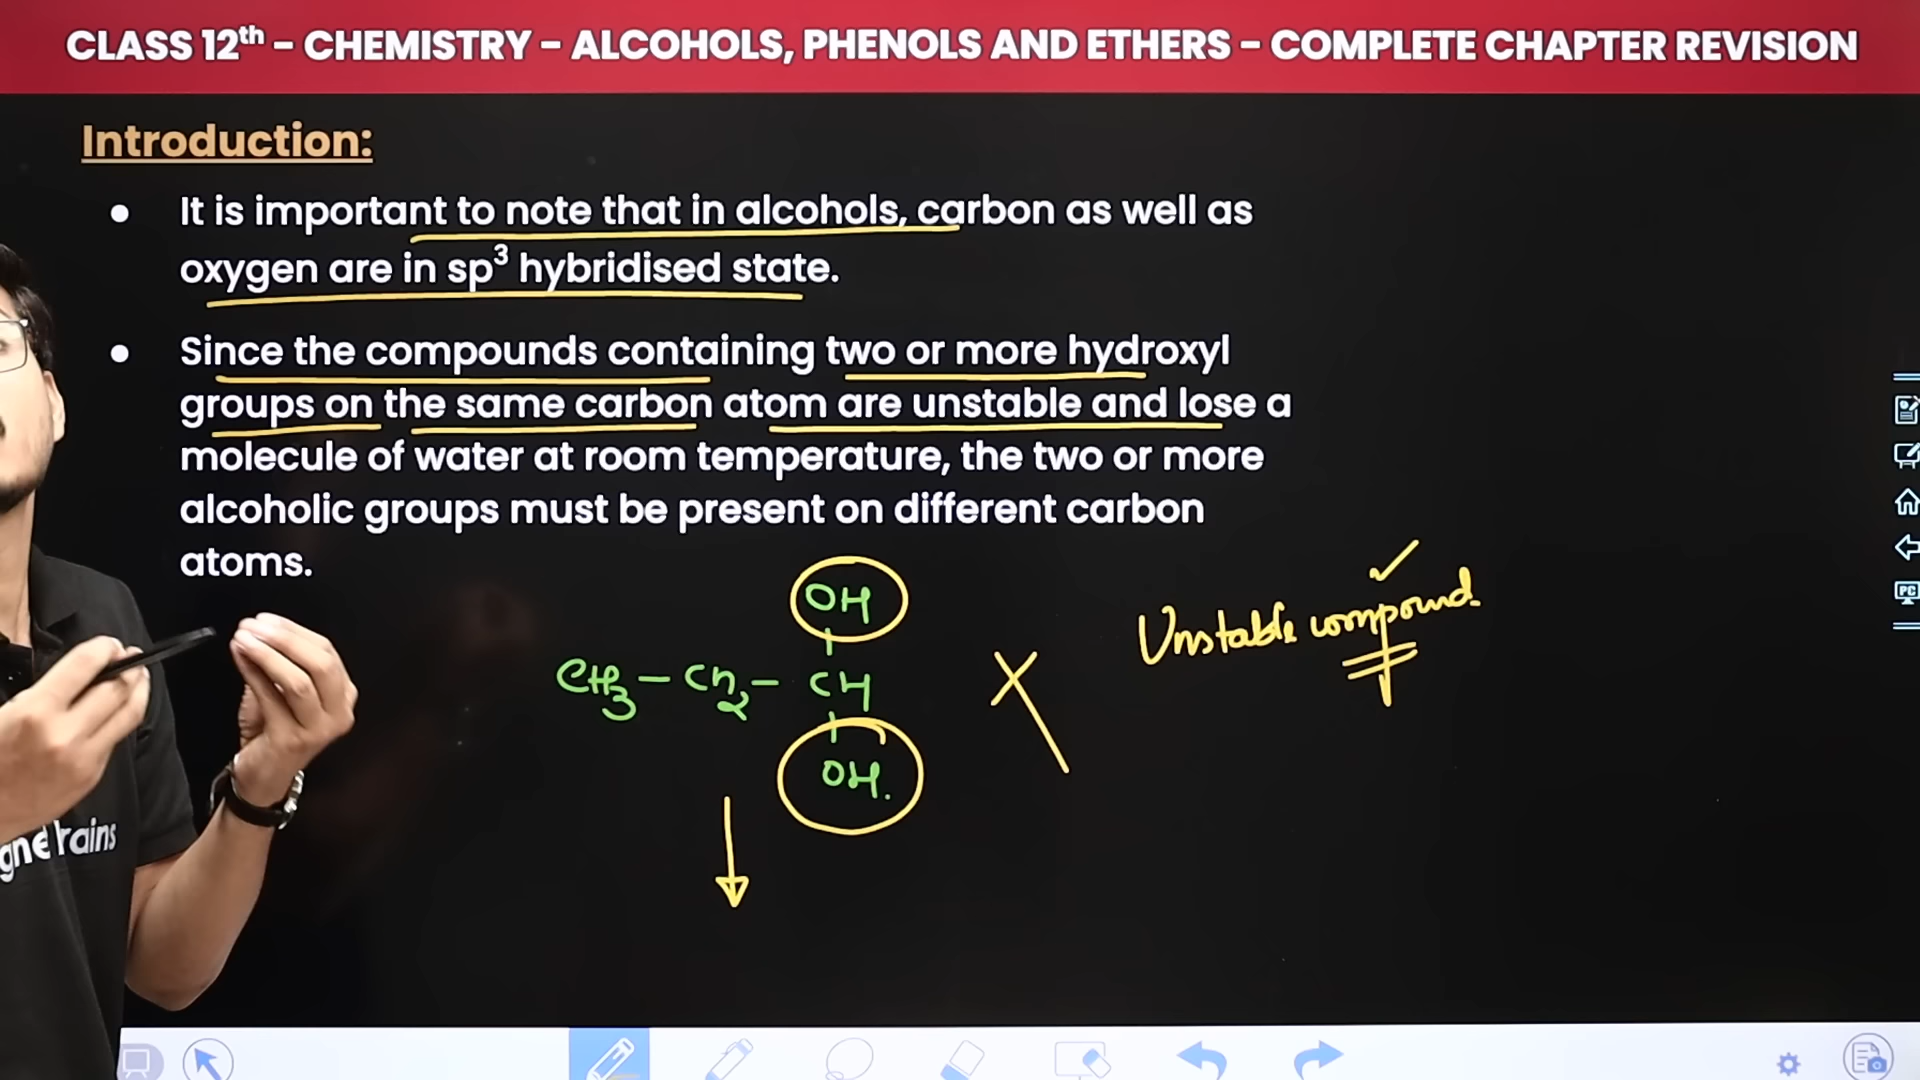 CLASS 12th – CHEMISTRY – ALCOHOLS, PHENOLS AND ETHERS – COMPLETE CHAPTER REVISION
Introduction:
● It is important to note that in alcohols, carbon as well as
oxygen are in sp³ hybridised state.
● Since the compounds containing two or more hydroxyl
groups on the same carbon atom are unstable and lose a
molecule of water at room temperature, the two or more
alcoholic groups must be present on different carbon
atoms.
OH
Unstable compound.
CH3 – CH2 – CH
OH.
rains
PC